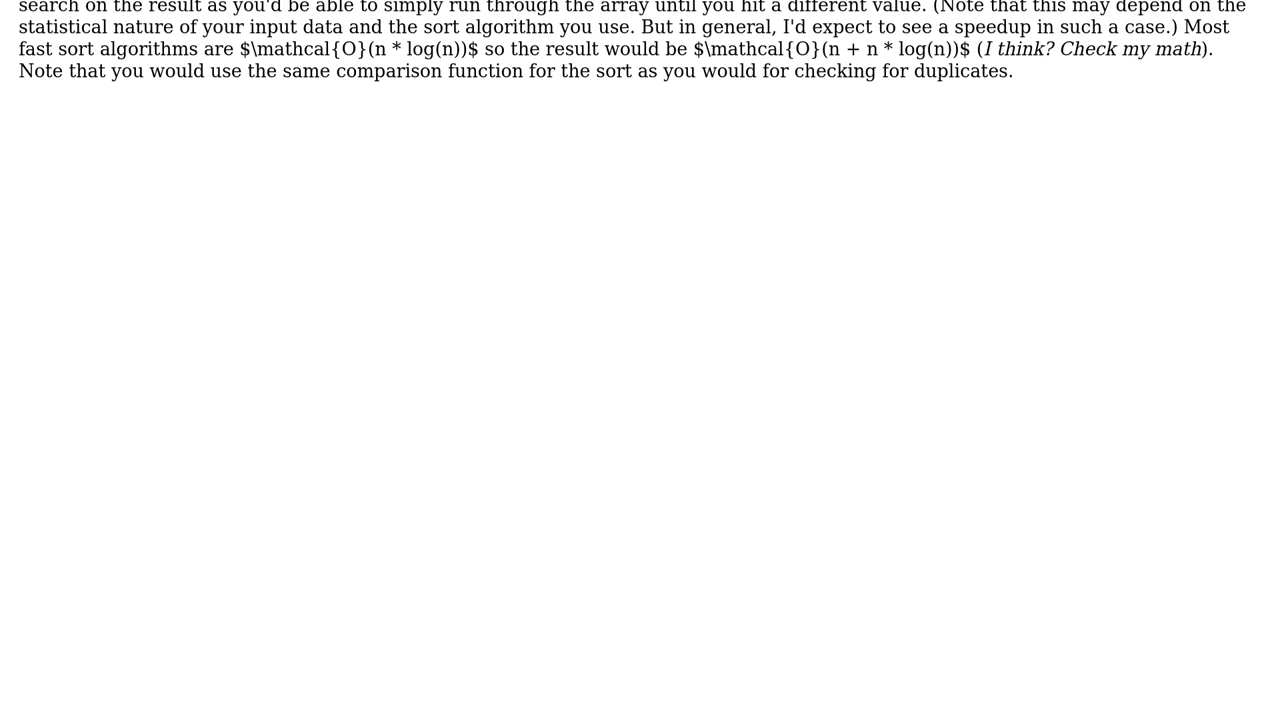 search on the result as you'd be able to simply run through the array until you hit a different value. (Note that this may depend on the
statistical nature of your input data and the sort algorithm you use. But in general, I'd expect to see a speedup in such a case.) Most
fast sort algorithms are $\mathcal{O}(n * log(n))$ so the result would be $\mathcal{O}(n + n * log(n))$ (I think? Check my math).
Note that you would use the same comparison function for the sort as you would for checking for duplicates.